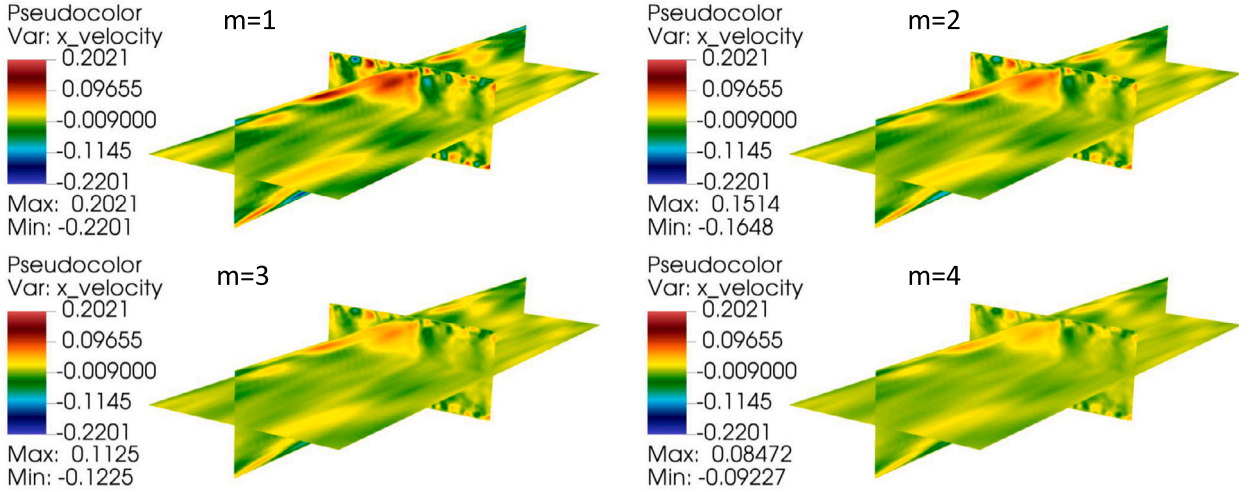 Pseudocolor
Var: x_velocity
m=1
0.2021
0.09655
-0.009000
-0.1145
-0.2201
Max: 0.2021
Min: -0.2201
Pseudocolor
Var: x_velocity
m=2
0.2021
0.09655
-0.009000
-0.1145
-0.2201
Max: 0.1514
Min: -0.1648
Pseudocolor
Var: x_velocity
m=3
0.2021
0.09655
-0.009000
-0.1145
-0.2201
Max: 0.1125
Min: -0.1225
Pseudocolor
Var: x_velocity
m=4
0.2021
0.09655
-0.009000
-0.1145
-0.2201
Max: 0.08472
Min: -0.09227